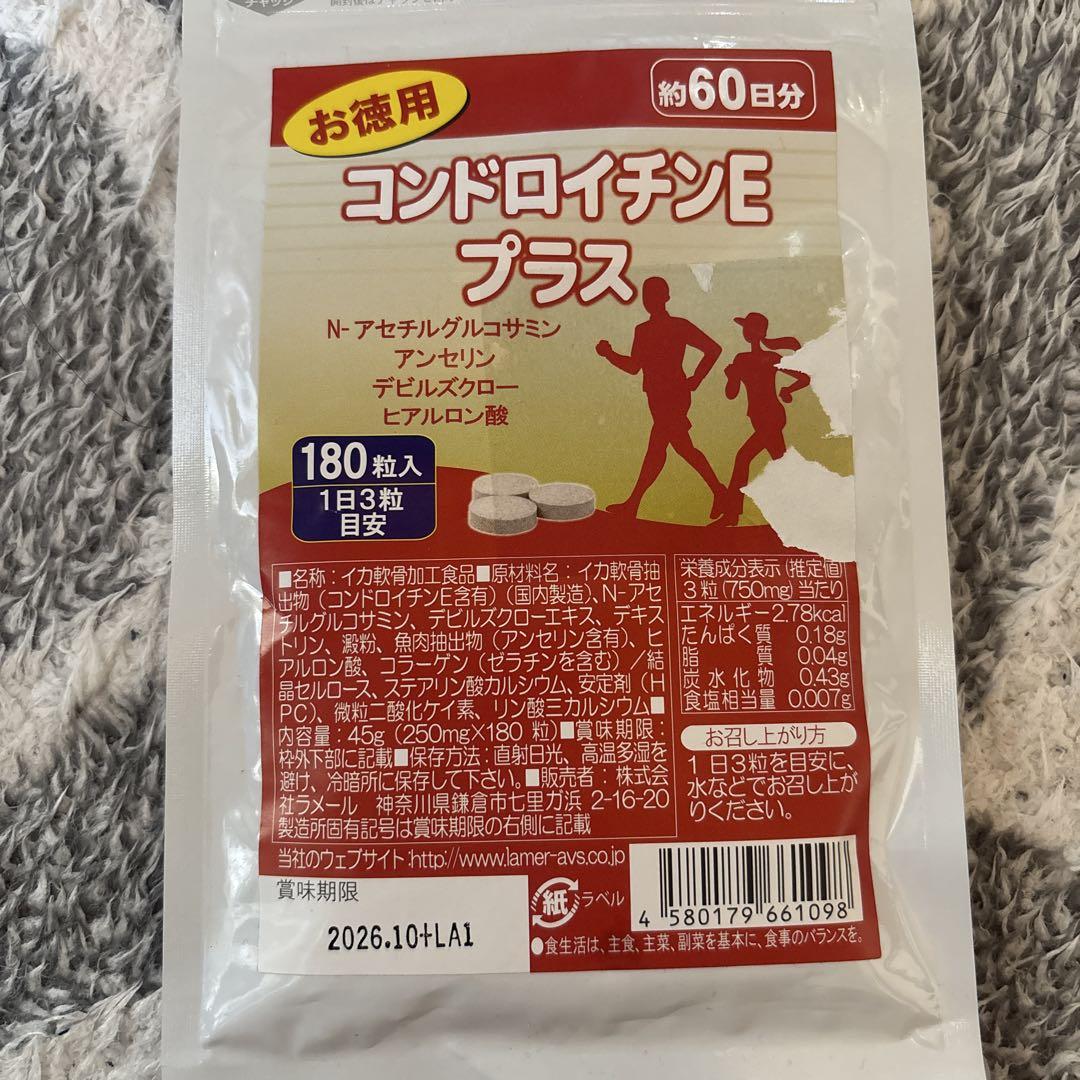 チャック
お徳用
約60日分
コンドロイチンE
プラス
N-アセチルグルコサミン
アンセリン
デビルズクロー
ヒアルロン酸
180粒入
1日3粒
目安
■名称：イカ軟骨加工食品■原材料名：イカ軟骨抽
出物（コンドロイチンE含有）（国内製造）、N-アセ
チルグルコサミン、デビルズクローエキス、デキス
トリン、澱粉、魚肉抽出物（アンセリン含有）、ヒ
アルロン酸、コラーゲン（ゼラチンを含む）／結
晶セルロース、ステアリン酸カルシウム、安定剤（H
PC）、微粒二酸化ケイ素、リン酸三カルシウム■
内容量：45g（250mg×180 粒）■賞味期限：
枠外下部に記載■保存方法：直射日光、高温多湿を
避け、冷暗所に保存して下さい。■販売者：株式会
社ラメール 神奈川県鎌倉市七里ガ浜 2-16-20
製造所固有記号は賞味期限の右側に記載
栄養成分表示（推定値）
3粒（750mg）当たり
エネルギー 2.78kcal
たんぱく質 0.18g
脂質 0.04g
炭水化物 0.43g
食塩相当量 0.007g
お召し上がり方
1日3粒を目安に、
水などでお召し上が
りください。
当社のウェブサイト:http://www.lamer-avs.co.jp
賞味期限
2026.10+LA1
紙 ラベル
4 580179 661098
●食生活は、主食、主菜、副菜を基本に、食事のバランスを。